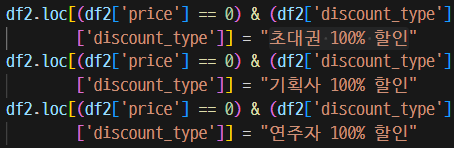 df2.loc[(df2['price'] == 0) & (df2['discount_type']
['discount_type']] = "초대권 100% 할인"
df2.loc[(df2['price'] == 0) & (df2['discount_type']
['discount_type']] = "기획사 100% 할인"
df2.loc[(df2['price'] == 0) & (df2['discount_type']
['discount_type']] = "연주자 100% 할인"